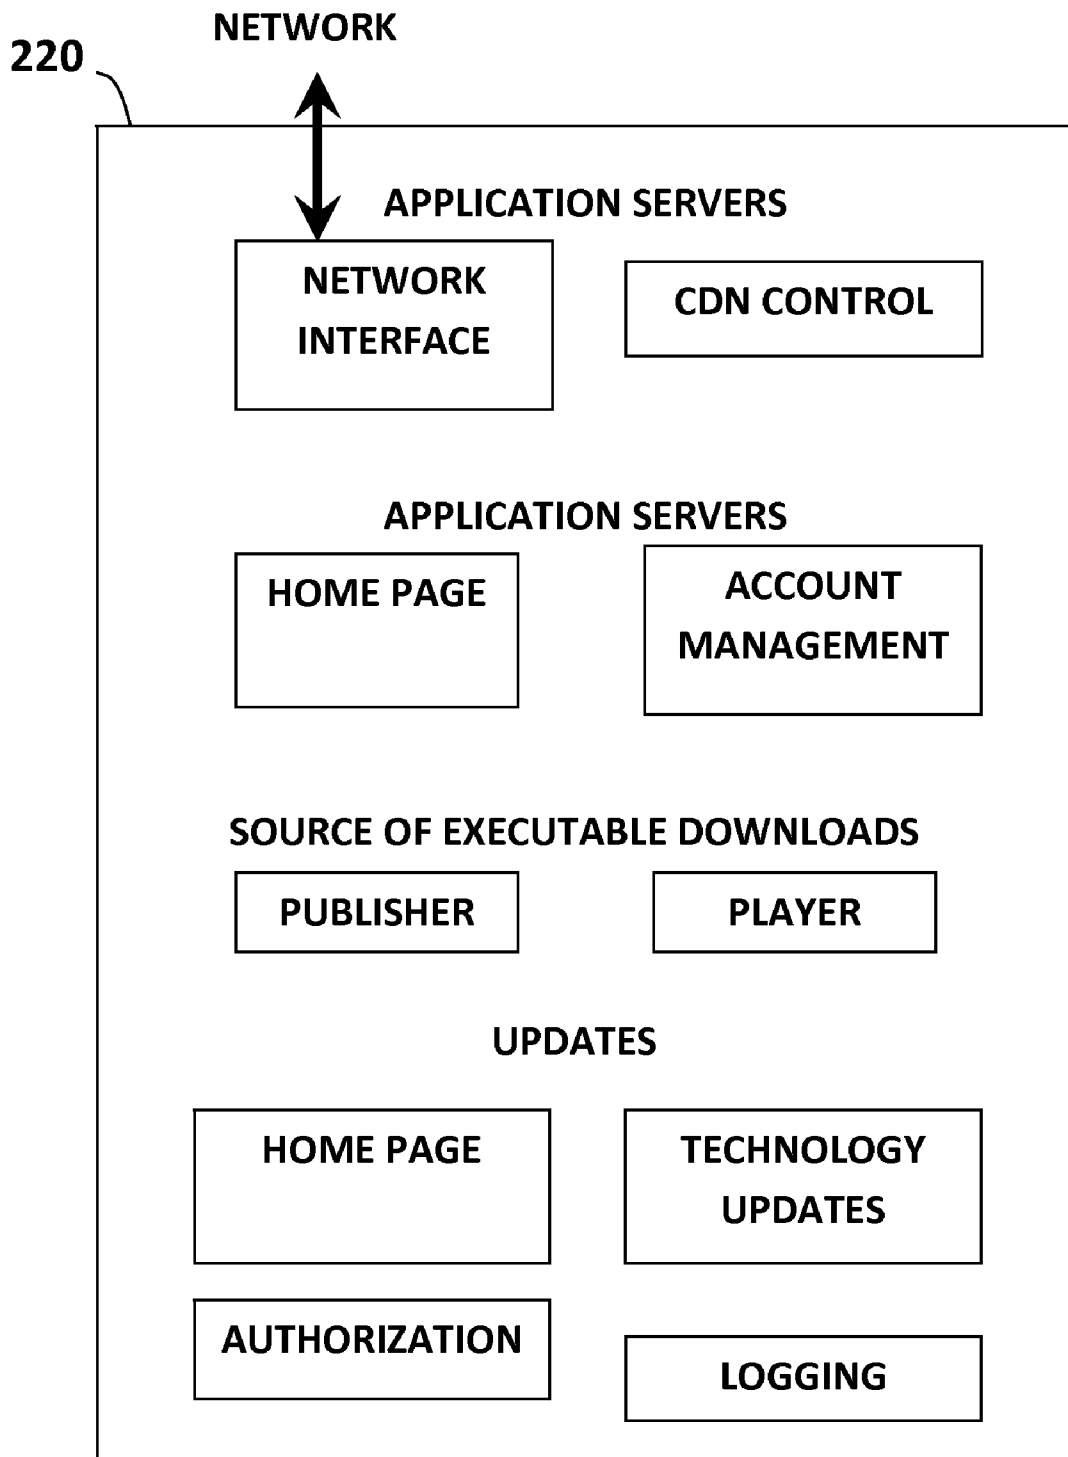 NETWORK
220
APPLICATION SERVERS
NETWORK
INTERFACE
CDN CONTROL
APPLICATION SERVERS
HOME PAGE
ACCOUNT
MANAGEMENT
SOURCE OF EXECUTABLE DOWNLOADS
PUBLISHER
PLAYER
UPDATES
HOME PAGE
TECHNOLOGY
UPDATES
AUTHORIZATION
LOGGING